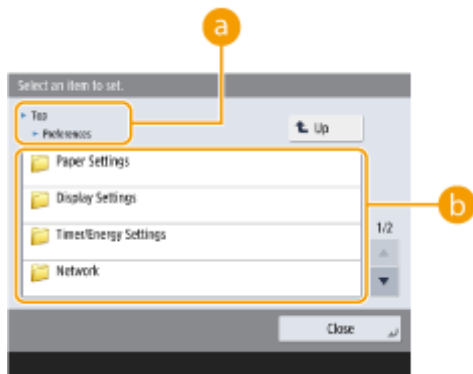 a
Select an item to set.
Top
Preferences
Up
Paper Settings
Display Settings
Timer/Energy Settings
Network
b
1/2
Close